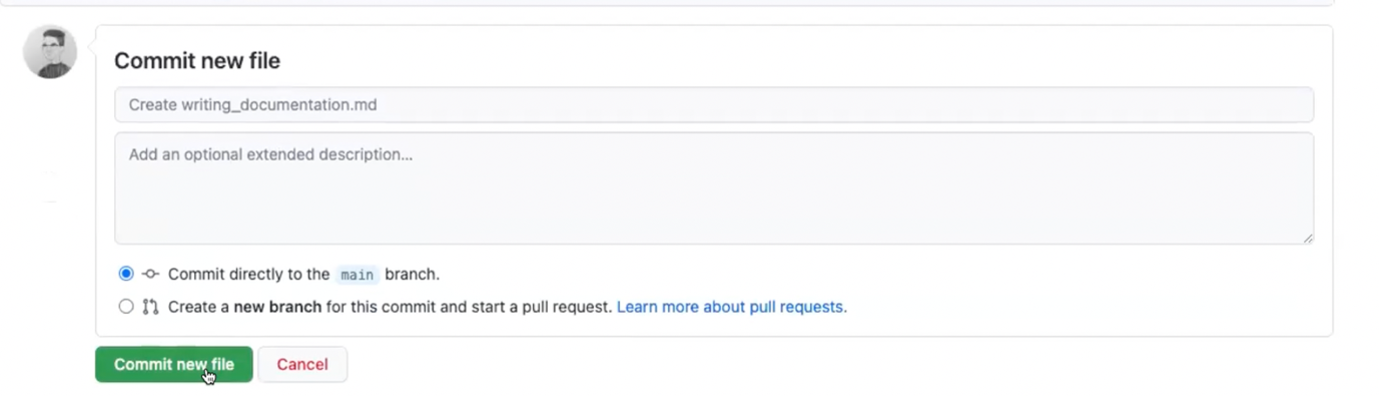 Commit new file
Create writing_documentation.md
Add an optional extended description...
Commit directly to the main branch.
Create a new branch for this commit and start a pull request. Learn more about pull requests.
Commit new file
Cancel